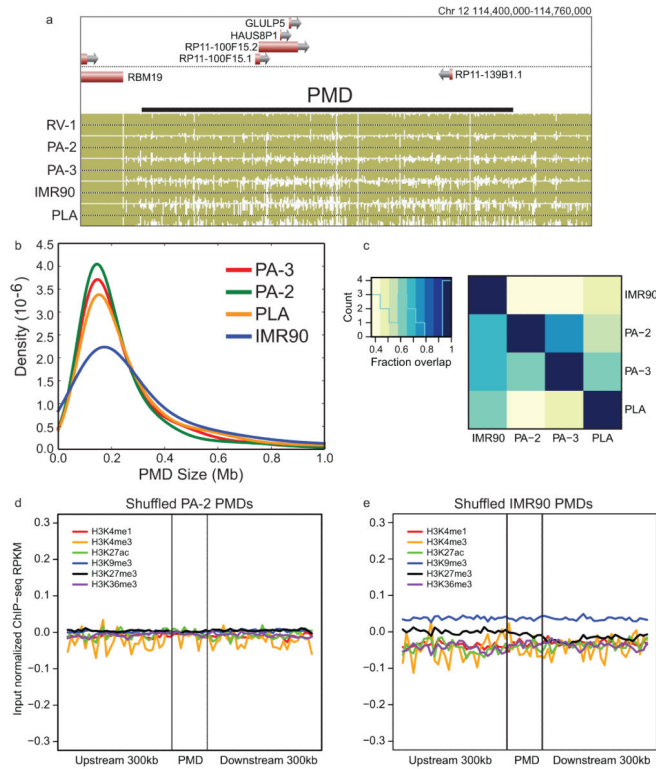 a
Chr 12 114,400,000-114,760,000
GLULP5
HAUS8P1
RP11-100F15.2
RP11-100F15.1
RBM19
RP11-139B1.1
PMD
RV-1
PA-2
PA-3
IMR90
PLA
b
Density (10⁻⁶)
4.5
4.0
3.5
3.0
2.5
2.0
1.5
1.0
0.5
0.0
0.0 0.2 0.4 0.6 0.8 1.0
PMD Size (Mb)
PA-3
PA-2
PLA
IMR90
c
Count
4
3
2
1
0
0.4 0.6 0.8 1
Fraction overlap
IMR90
PA-2
PA-3
PLA
IMR90 PA-2 PA-3 PLA
d
Shuffled PA-2 PMDs
Input normalized ChIP-seq RPKM
0.3
0.2
0.1
0.0
−0.1
−0.2
−0.3
H3K4me1
H3K4me3
H3K27ac
H3K9me3
H3K27me3
H3K36me3
Upstream 300kb PMD Downstream 300kb
e
Shuffled IMR90 PMDs
0.3
0.2
0.1
0.0
−0.1
−0.2
−0.3
H3K4me1
H3K4me3
H3K27ac
H3K9me3
H3K27me3
H3K36me3
Upstream 300kb PMD Downstream 300kb